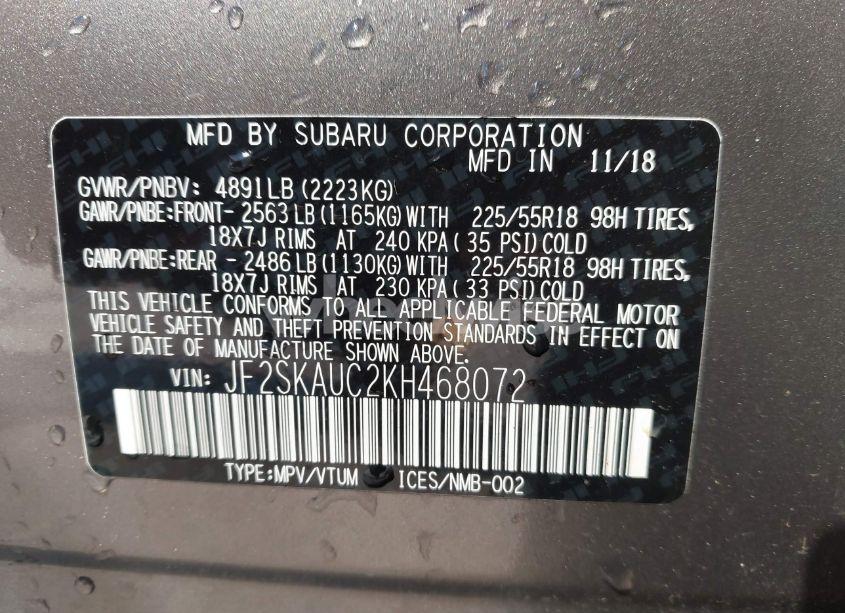 MFD BY SUBARU CORPORATION
MFD IN 11/18
GVWR/PNBV: 4891LB (2223KG)
GAWR/PNBE:FRONT- 2563LB (1165KG) WITH 225/55R18 98H TIRES,
18X7J RIMS AT 240 KPA( 35 PSI) COLD
GAWR/PNBE:REAR - 2486LB (1130KG) WITH 225/55R18 98H TIRES,
18X7J RIMS AT 230 KPA( 33 PSI) COLD
THIS VEHICLE CONFORMS TO ALL APPLICABLE FEDERAL MOTOR
VEHICLE SAFETY AND THEFT PREVENTION STANDARDS IN EFFECT ON
THE DATE OF MANUFACTURE SHOWN ABOVE.
VIN: JF2SKAUC2KH468072
TYPE:MPV/VTUM ICES/NMB-002